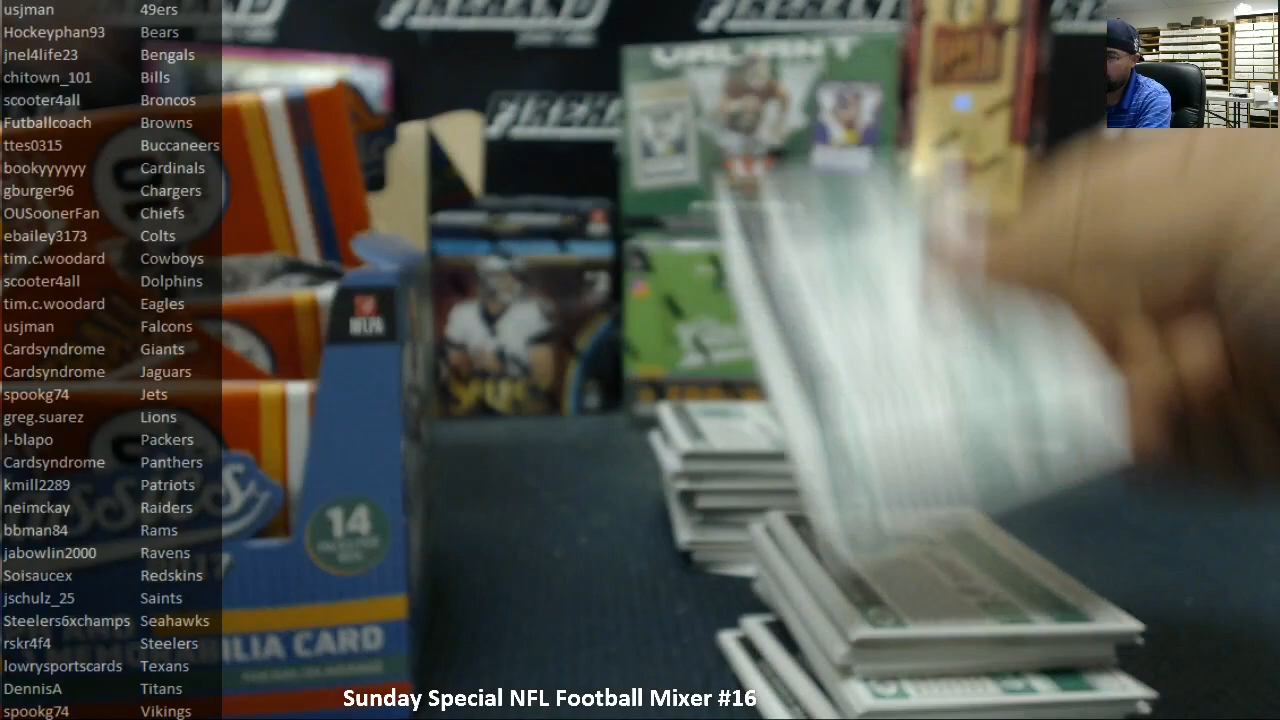 usjman 49ers
Hockeyphan93 Bears
jnel4life23 Bengals
chitown_101 Bills
scooter4all Broncos
Futballcoach Browns
ttes0315 Buccaneers
bookyyyyyy Cardinals
gburger96 Chargers
OUSoonerFan Chiefs
ebailey3173 Colts
tim.c.woodard Cowboys
scooter4all Dolphins
tim.c.woodard Eagles
usjman Falcons
Cardsyndrome Giants
Cardsyndrome Jaguars
spookg74 Jets
greg.suarez Lions
l-blapo Packers
Cardsyndrome Panthers
kmill2289 Patriots
neimckay Raiders
bbman84 Rams
jabowlin2000 Ravens
Soisaucex Redskins
jschulz_25 Saints
Steelers6xchamps Seahawks
rskr4f4 Steelers
lowrysportscards Texans
DennisA Titans
spookg74 Vikings
VALIANT
FIREHAND
14
CARD
Sunday Special NFL Football Mixer #16